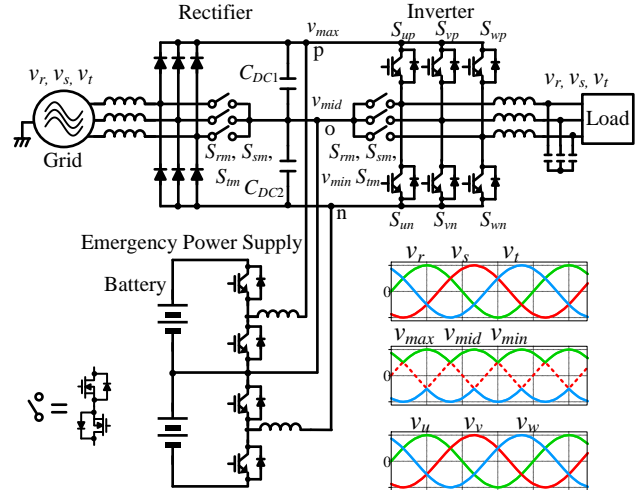 Rectifier
v_max
p
Inverter
S_up
S_vp
S_wp
v_r, v_s, v_t
Grid
C_DC1
v_mid
o
S_rm, S_sm,
S_tm
C_DC2
S_rm, S_sm,
v_min S_tm
n
S_un
S_vn
S_wn
v_r, v_s, v_t
Load
Emergency Power Supply
Battery
=
v_r
v_s
v_t
0
v_max
v_mid
v_min
0
v_u
v_v
v_w
0